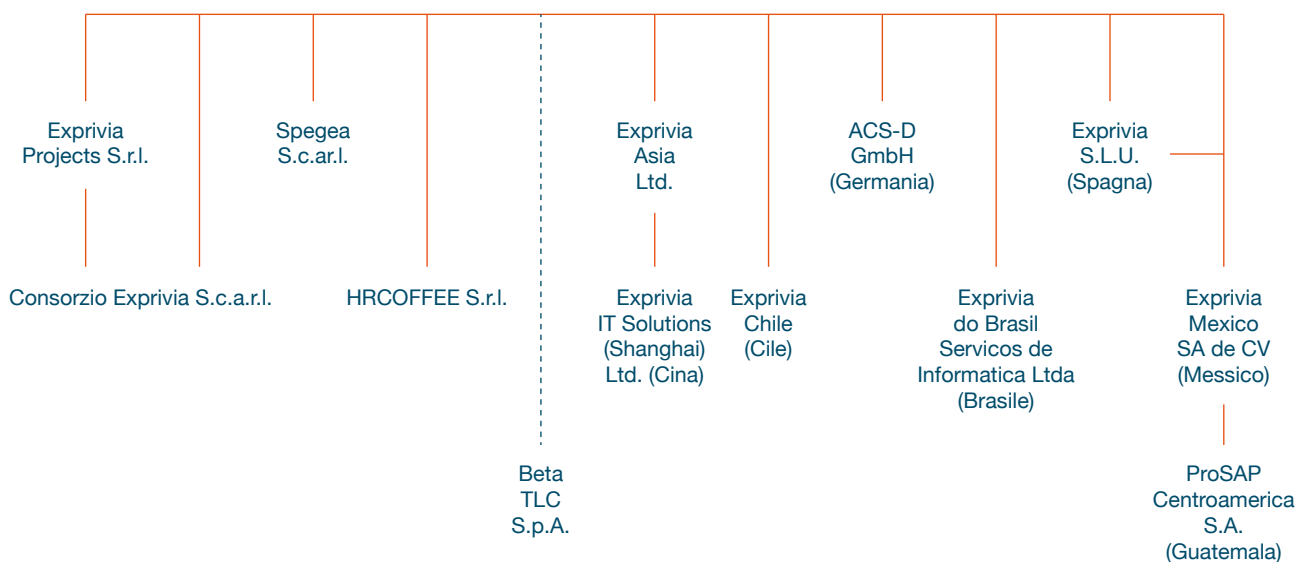 Exprivia
Projects S.r.l.
Spegea
S.c.ar.l.
Exprivia
Asia
Ltd.
ACS-D
GmbH
(Germania)
Exprivia
S.L.U.
(Spagna)
Consorzio Exprivia S.c.a.r.l.
HRCOFFEE S.r.l.
Exprivia
IT Solutions
(Shanghai)
Ltd. (Cina)
Exprivia
Chile
(Cile)
Exprivia
do Brasil
Servicos de
Informatica Ltda
(Brasile)
Exprivia
Mexico
SA de CV
(Messico)
Beta
TLC
S.p.A.
ProSAP
Centroamerica
S.A.
(Guatemala)